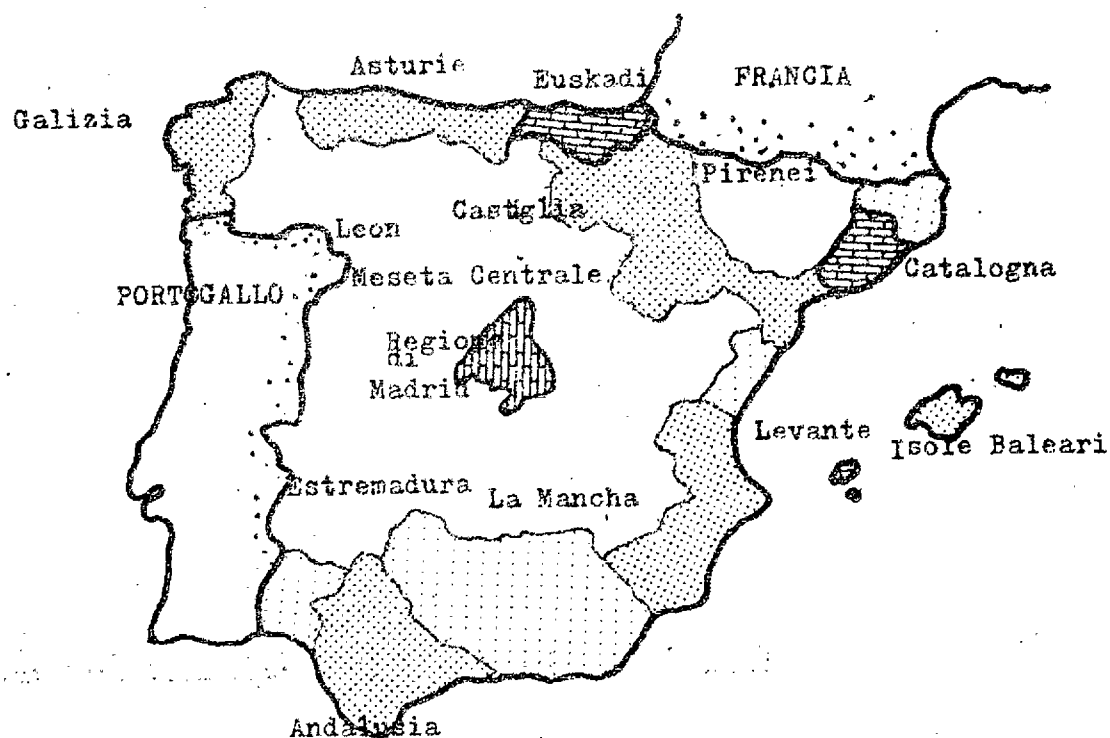 Asturie
Euskadi
FRANCIA
Galizia
Pirenei
Castiglia
Leon
Meseta Centrale
Catalogna
PORTOGALLO
Regione
di
Madrid
Levante
Isole Baleari
Estremadura
La Mancha
Andalusia